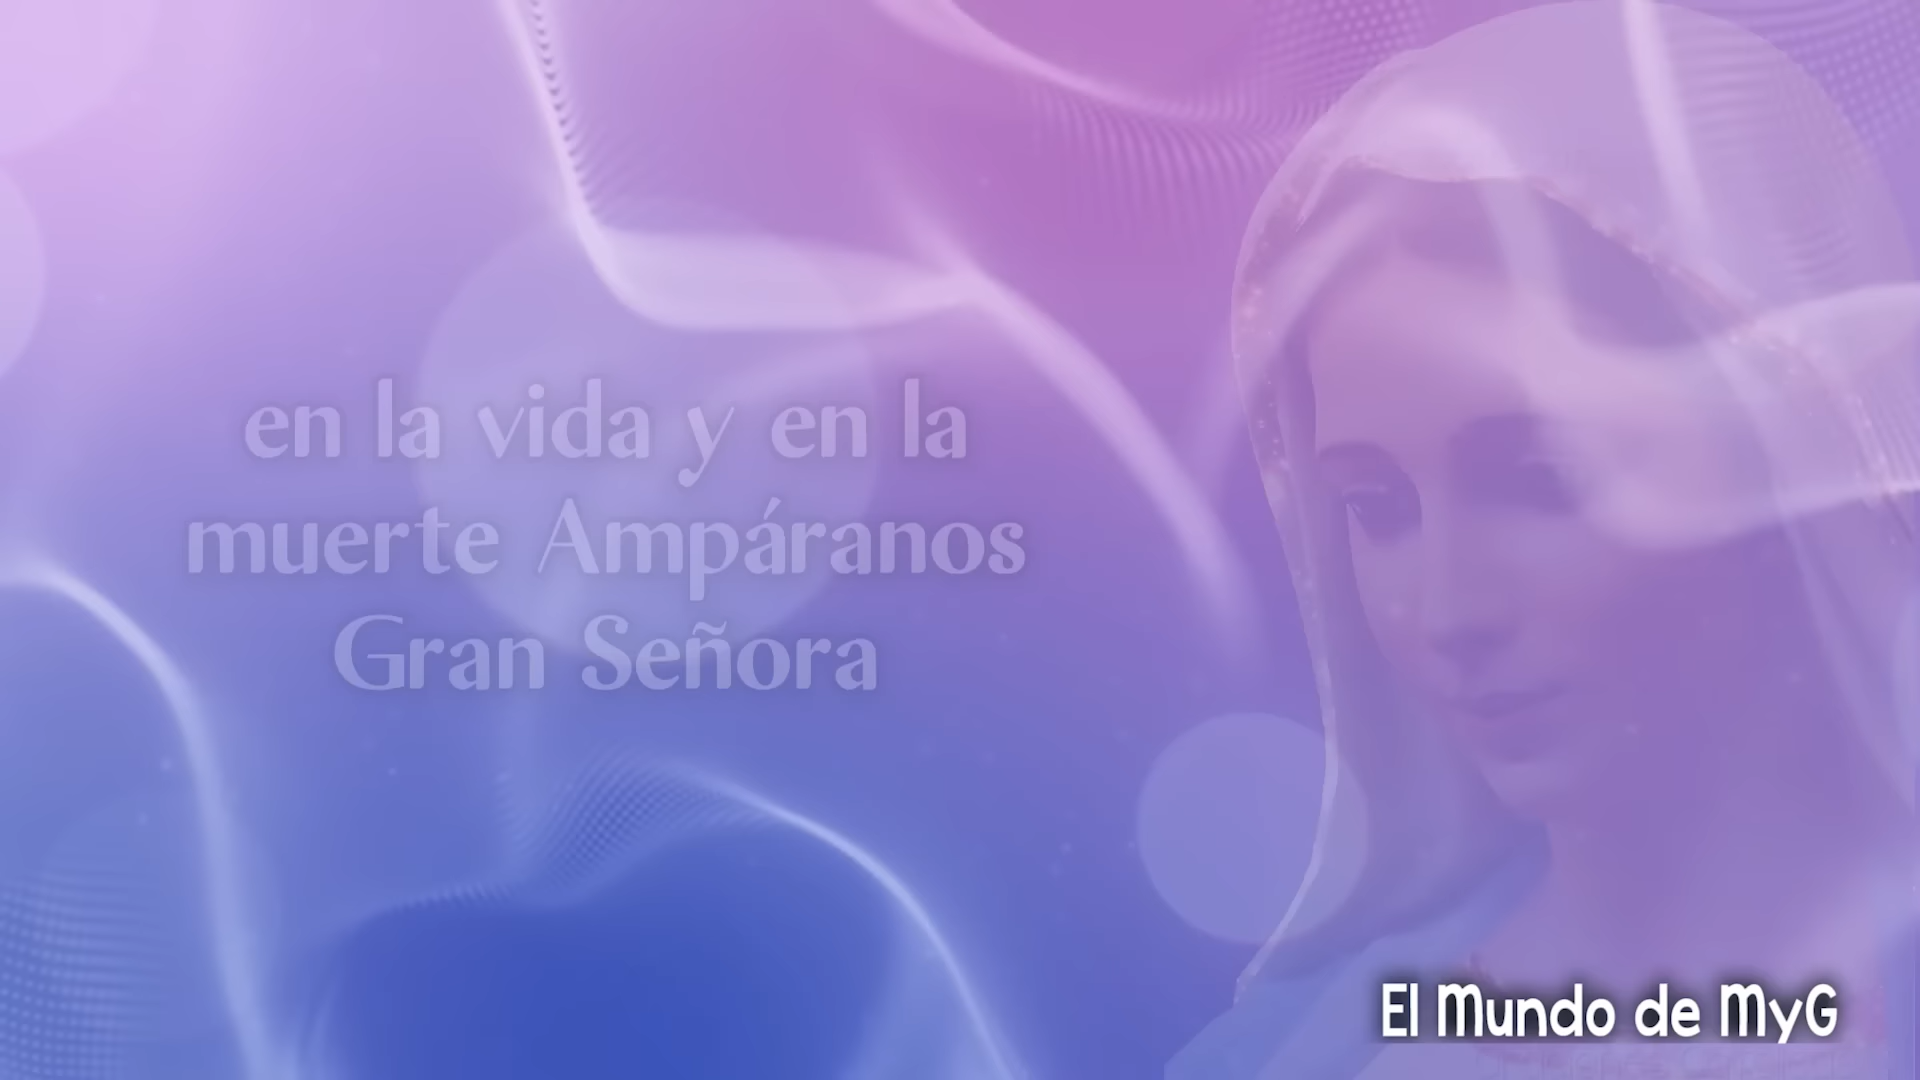 en la vida y en la
muerte Ampáranos
Gran Señora
El Mundo de MyG